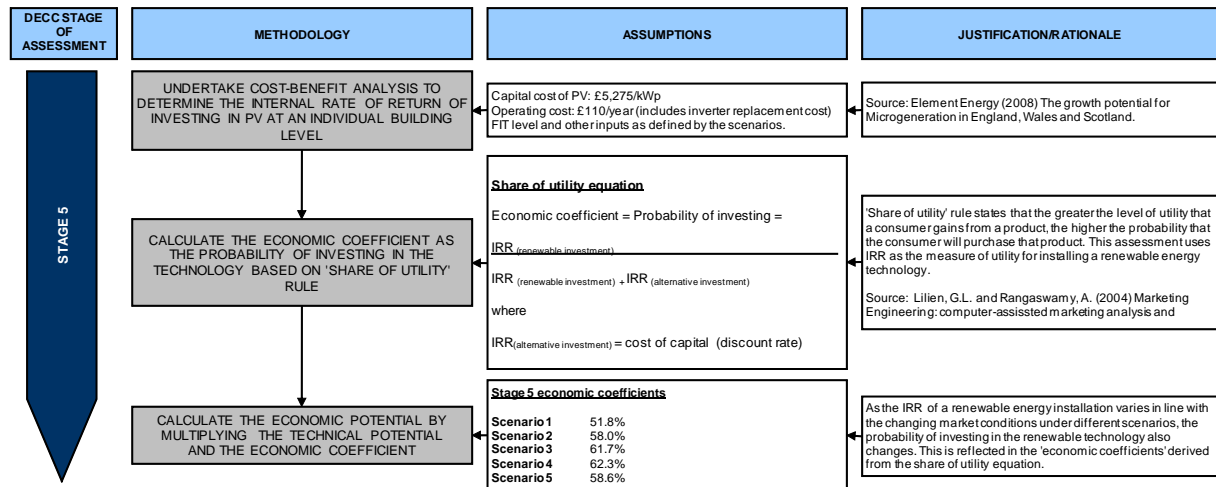 DECC STAGE
OF
ASSESSMENT
METHODOLOGY
ASSUMPTIONS
JUSTIFICATION/RATIONALE
STAGE 5
UNDERTAKE COST-BENEFIT ANALYSIS TO
DETERMINE THE INTERNAL RATE OF RETURN OF
INVESTING IN PV AT AN INDIVIDUAL BUILDING
LEVEL
Capital cost of PV: £5,275/kWp
Operating cost: £110/year (includes inverter replacement cost)
FIT level and other inputs as defined by the scenarios.
Source: Element Energy (2008) The growth potential for
Microgeneration in England, Wales and Scotland.
CALCULATE THE ECONOMIC COEFFICIENT AS
THE PROBABILITY OF INVESTING IN THE
TECHNOLOGY BASED ON 'SHARE OF UTILITY'
RULE
Share of utility equation
Economic coefficient = Probability of investing =
IRR (renewable investment)
IRR (renewable investment) + IRR (alternative investment)
where
IRR(alternative investment) = cost of capital (discount rate)
'Share of utility' rule states that the greater the level of utility that
a consumer gains from a product, the higher the probability that
the consumer will purchase that product. This assessment uses
IRR as the measure of utility for installing a renewable energy
technology.
Source: Lilien, G.L. and Rangaswamy, A. (2004) Marketing
Engineering: computer-assissted marketing analysis and
CALCULATE THE ECONOMIC POTENTIAL BY
MULTIPLYING THE TECHNICAL POTENTIAL
AND THE ECONOMIC COEFFICIENT
Stage 5 economic coefficients
Scenario 1 51.8%
Scenario 2 58.0%
Scenario 3 61.7%
Scenario 4 62.3%
Scenario 5 58.6%
As the IRR of a renewable energy installation varies in line with
the changing market conditions under different scenarios, the
probability of investing in the renewable technology also
changes. This is reflected in the 'economic coefficients' derived
from the share of utility equation.